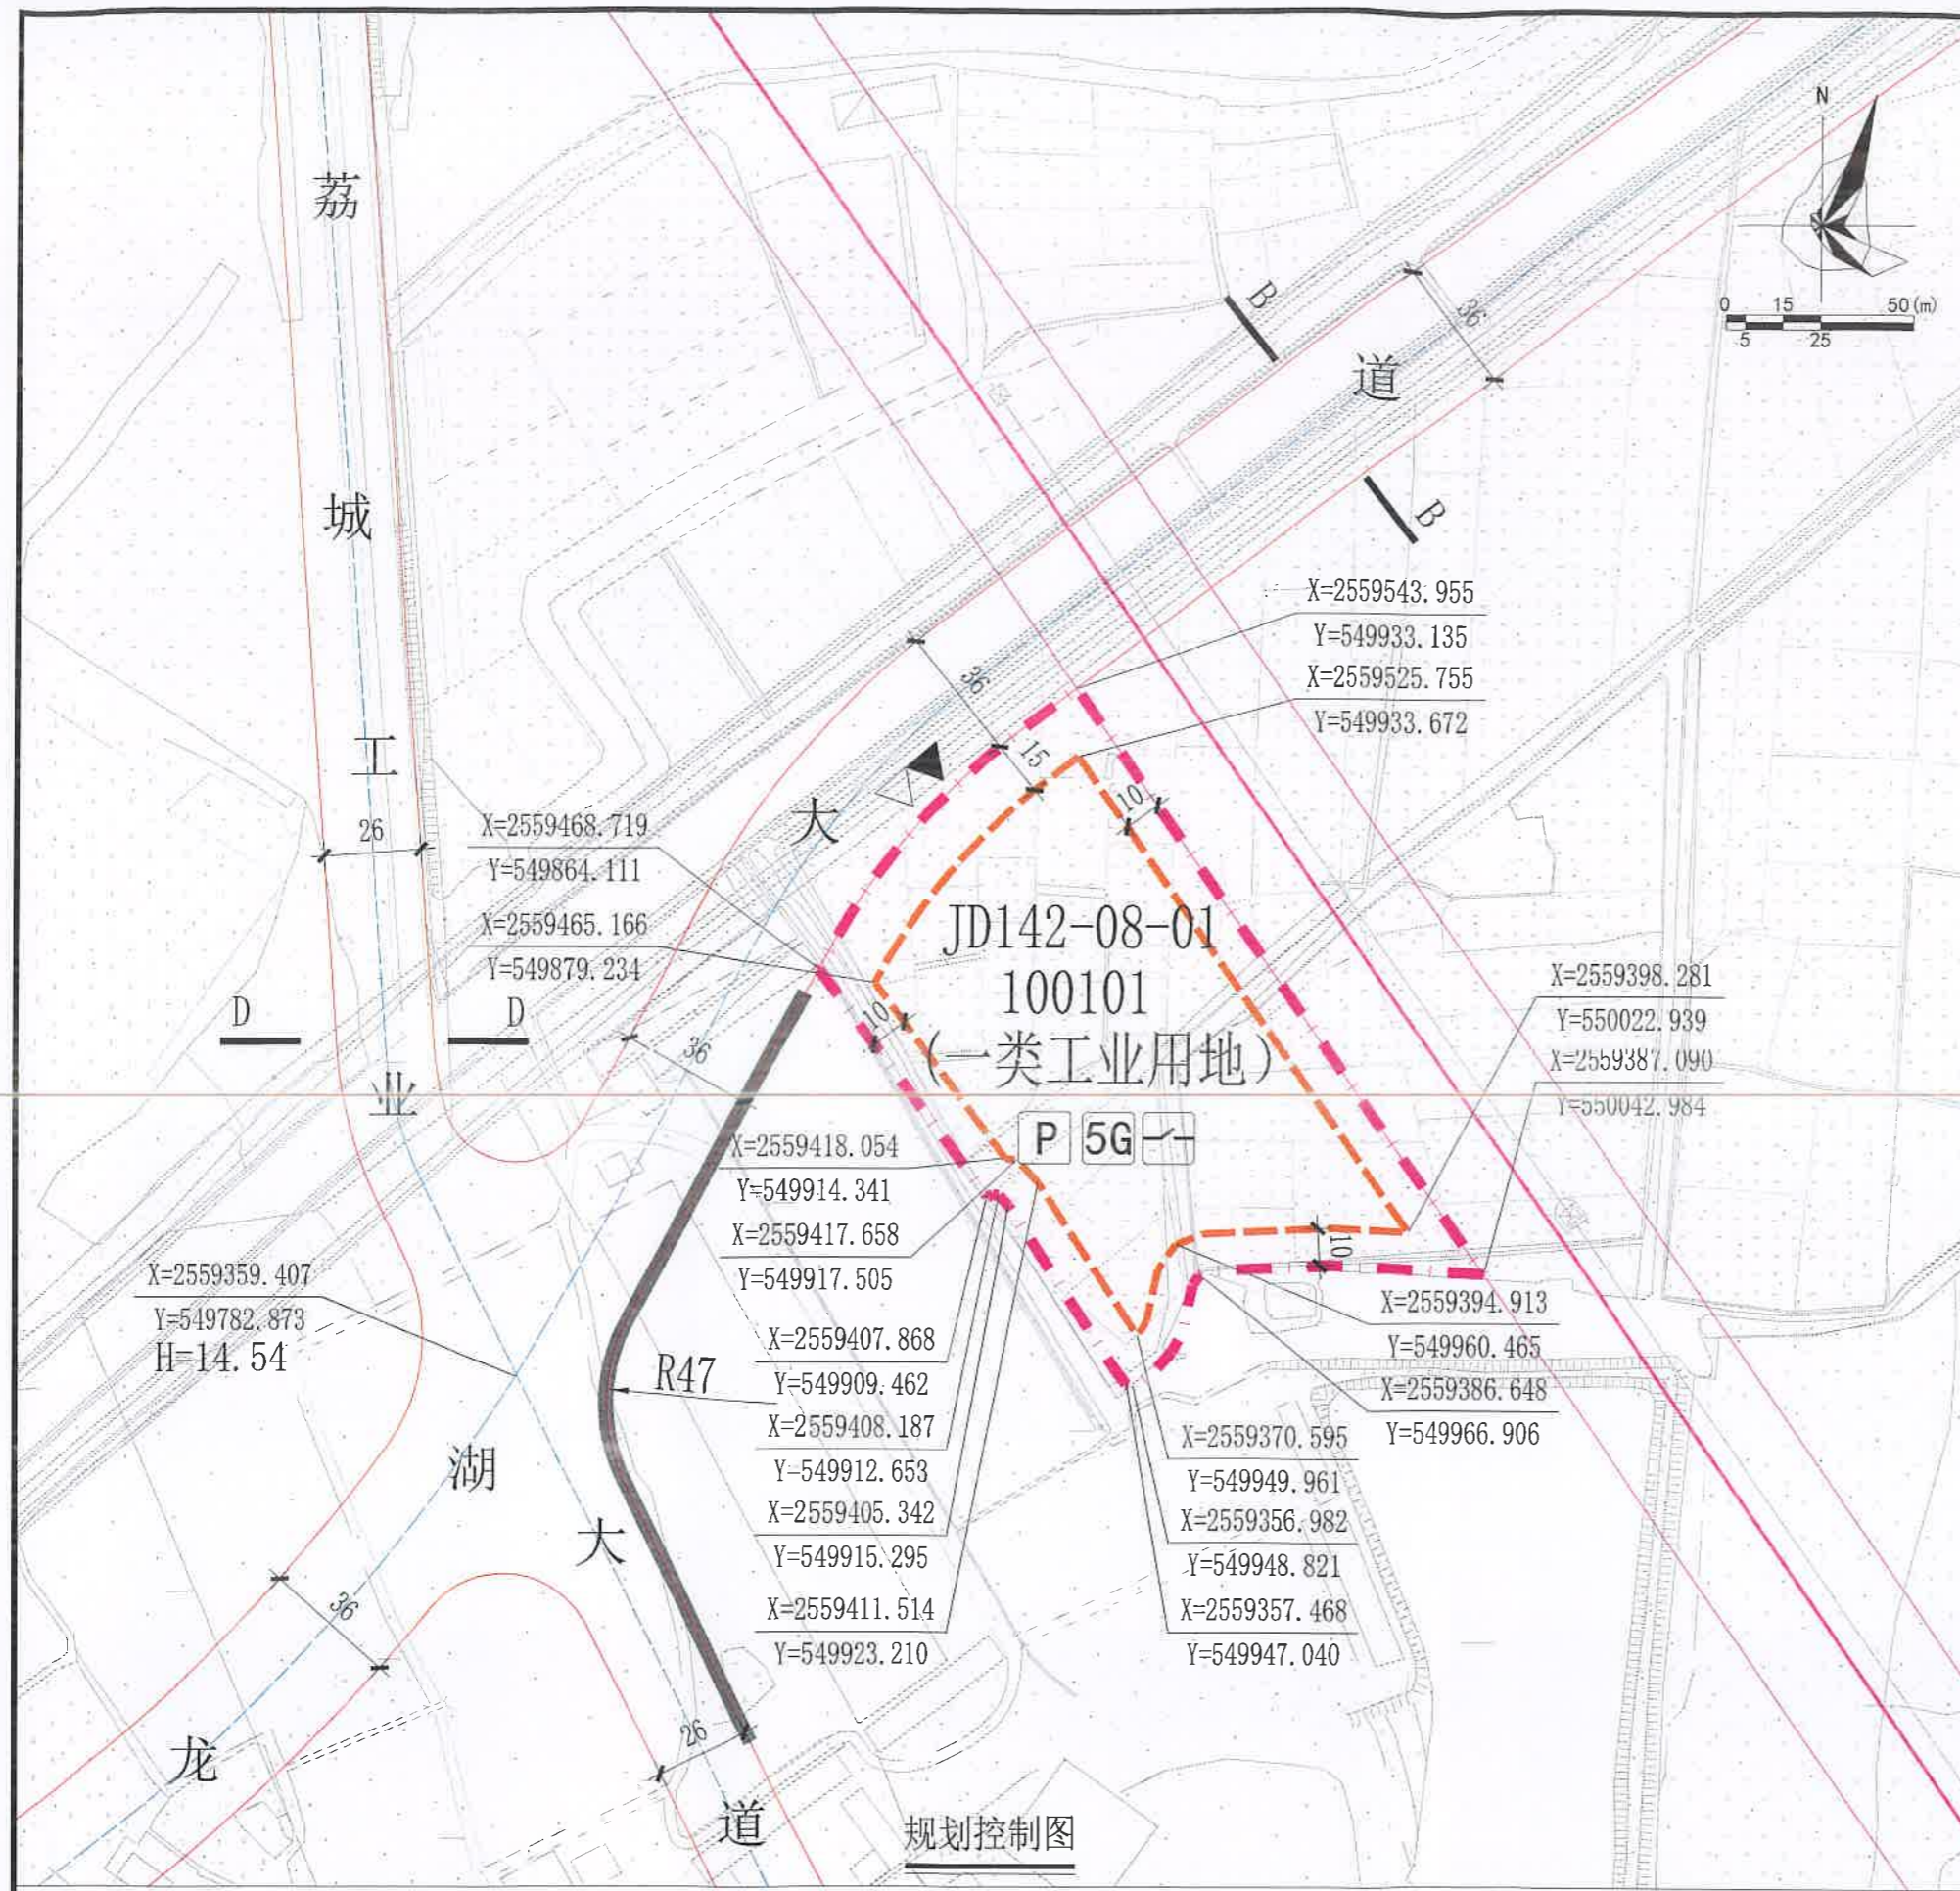 荔
城
工
业
大
道
龙
湖
大
道
N
0 15 50(m)
5 25
B
B
36
X=2559543.955
Y=549933.135
X=2559525.755
Y=549933.672
36
15
10
26
X=2559468.719
Y=549864.111
X=2559465.166
Y=549879.234
JD142-08-01
100101
(一类工业用地)
P 5G
X=2559398.281
Y=550022.939
X=2559387.090
Y=550042.984
D
D
10
36
X=2559418.054
Y=549914.341
X=2559417.658
Y=549917.505
10
X=2559359.407
Y=549782.873
H=14.54
R47
X=2559407.868
Y=549909.462
X=2559408.187
Y=549912.653
X=2559405.342
Y=549915.295
X=2559411.514
Y=549923.210
X=2559394.913
Y=549960.465
X=2559386.648
Y=549966.906
X=2559370.595
Y=549949.961
X=2559356.982
Y=549948.821
X=2559357.468
Y=549947.040
36
26
规划控制图